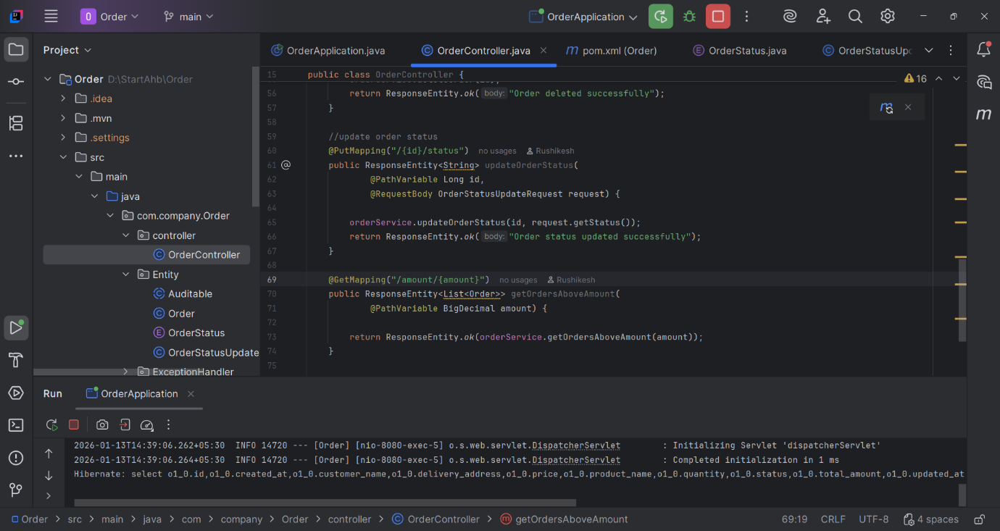 O Order main OrderApplication
Project
OrderApplication.java OrderController.java m pom.xml (Order) OrderStatus.java OrderStatusUpd
Order D:\StartAhb\Order
.idea
.mvn
.settings
src
main
java
com.company.Order
controller
OrderController
Entity
Auditable
Order
OrderStatus
OrderStatusUpdate
ExceptionHandler
15 public class OrderController {
16
56 return ResponseEntity.ok( body: "Order deleted successfully");
57 }
58
59 //update order status
60 @PutMapping("/{id}/status") no usages Rushikesh
61 @ public ResponseEntity<String> updateOrderStatus(
62 @PathVariable Long id,
63 @RequestBody OrderStatusUpdateRequest request) {
64
65 orderService.updateOrderStatus(id, request.getStatus());
66 return ResponseEntity.ok( body: "Order status updated successfully");
67 }
68
69 @GetMapping("/amount/{amount}") no usages Rushikesh
70 public ResponseEntity<List<Order>> getOrdersAboveAmount(
71 @PathVariable BigDecimal amount) {
72
73 return ResponseEntity.ok(orderService.getOrdersAboveAmount(amount));
74 }
75
Run OrderApplication
2026-01-13T14:39:06.262+05:30 INFO 14720 --- [Order] [nio-8080-exec-5] o.s.web.servlet.DispatcherServlet : Initializing Servlet 'dispatcherServlet'
2026-01-13T14:39:06.264+05:30 INFO 14720 --- [Order] [nio-8080-exec-5] o.s.web.servlet.DispatcherServlet : Completed initialization in 1 ms
Hibernate: select o1_0.id,o1_0.created_at,o1_0.customer_name,o1_0.delivery_address,o1_0.price,o1_0.product_name,o1_0.quantity,o1_0.status,o1_0.total_amount,o1_0.updated_at
Order > src > main > java > com > company > Order > controller > OrderController > getOrdersAboveAmount 69:19 CRLF UTF-8 4 spaces